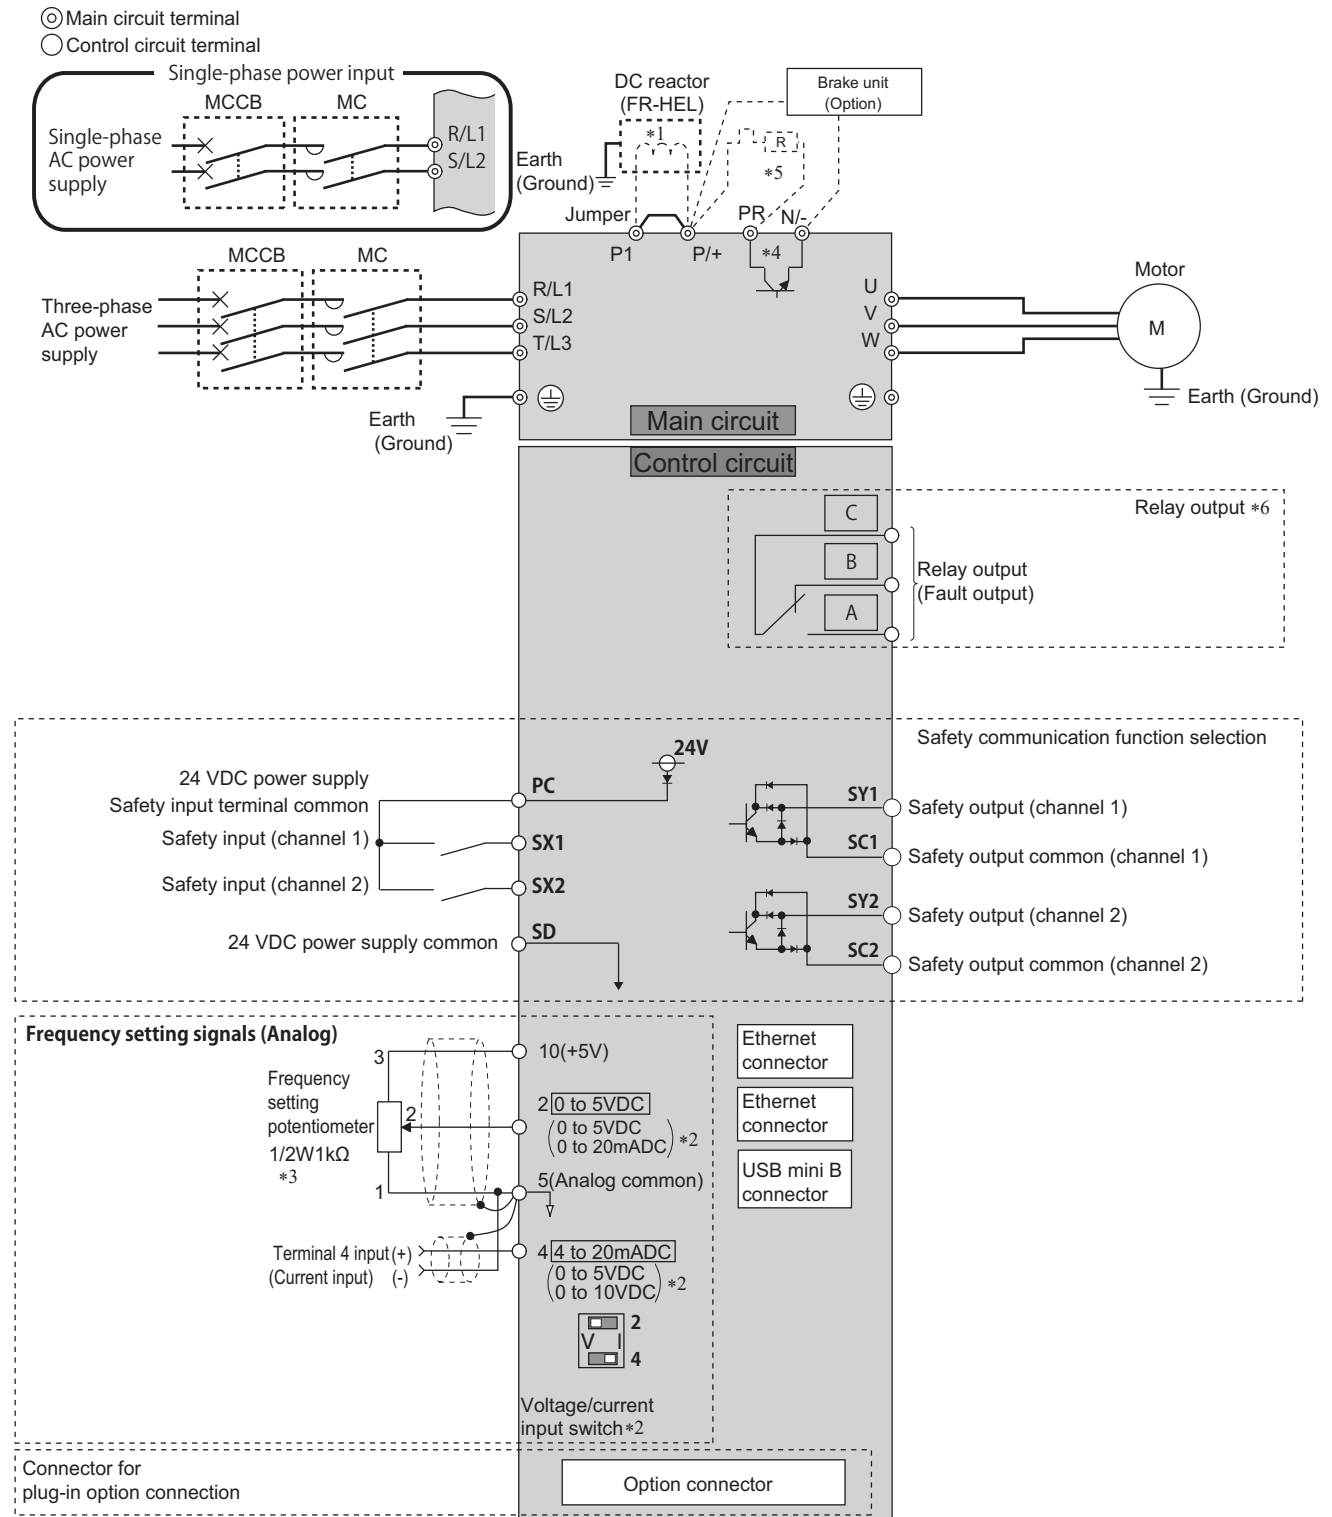 Main circuit terminal
Control circuit terminal
Single-phase power input
MCCB
MC
Single-phase
AC power
supply
R/L1
S/L2
DC reactor
(FR-HEL)
*1
Earth
(Ground)
Brake unit
(Option)
R
*5
Jumper
P1
P/+
PR
N/-
*4
MCCB
MC
Three-phase
AC power
supply
R/L1
S/L2
T/L3
U
V
W
Motor
M
Earth (Ground)
Earth
(Ground)
Main circuit
Control circuit
C
B
A
Relay output *6
Relay output
(Fault output)
Safety communication function selection
24 VDC power supply
Safety input terminal common
Safety input (channel 1)
Safety input (channel 2)
24 VDC power supply common
PC
24V
SX1
SX2
SD
SY1
Safety output (channel 1)
SC1
Safety output common (channel 1)
SY2
Safety output (channel 2)
SC2
Safety output common (channel 2)
Frequency setting signals (Analog)
3
Frequency
setting
potentiometer
1/2W1kΩ
*3
2
1
10(+5V)
2 0 to 5VDC
(0 to 5VDC
0 to 20mADC) *2
5(Analog common)
Terminal 4 input (+)
(Current input) (-)
4 4 to 20mADC
(0 to 5VDC
0 to 10VDC) *2
2
V I
4
Voltage/current
input switch*2
Ethernet
connector
Ethernet
connector
USB mini B
connector
Connector for
plug-in option connection
Option connector